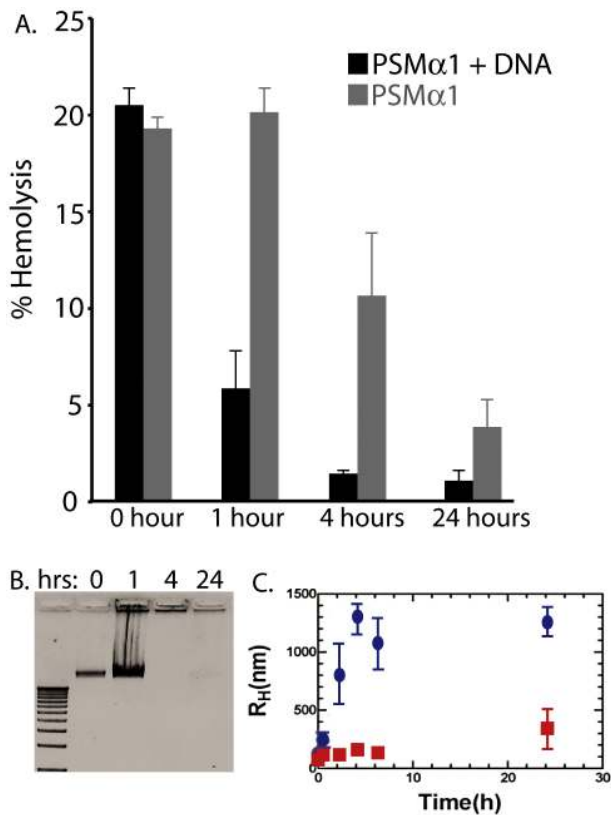 A.
25
20
15
10
5
0
% Hemolysis
PSMα1 + DNA
PSMα1
0 hour 1 hour 4 hours 24 hours
B. hrs: 0 1 4 24
C.
1500
1000
500
0
R_H(nm)
0 10 20 30
Time(h)